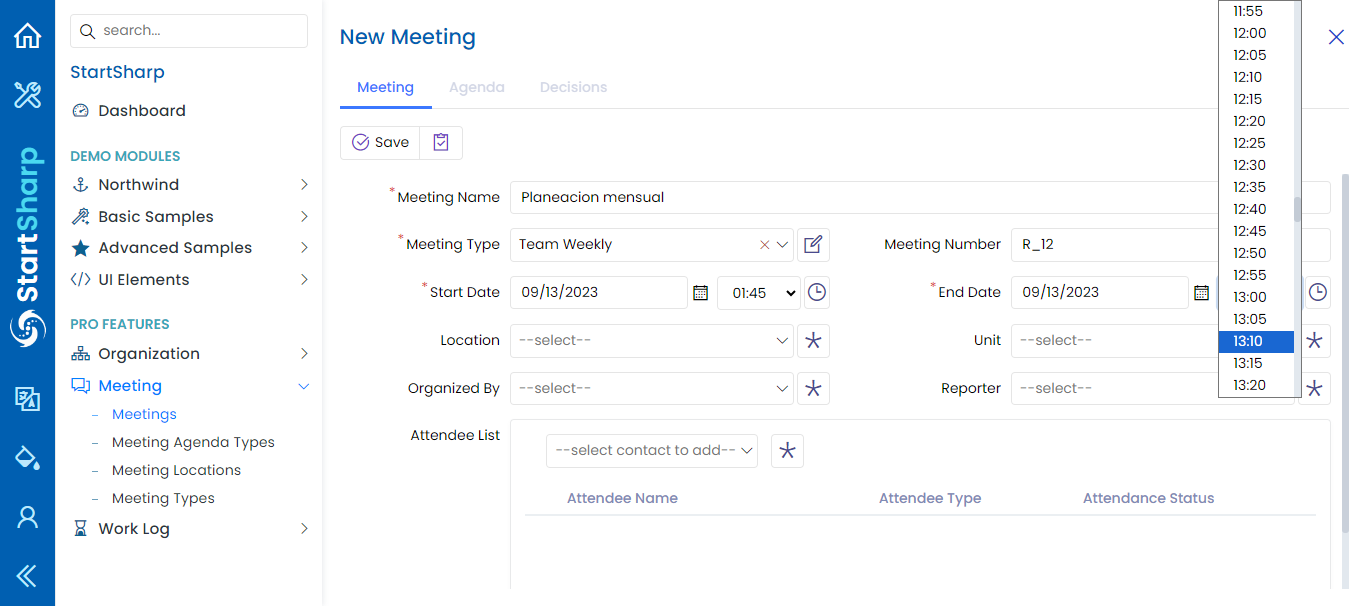 StartSharp
search...
StartSharp
Dashboard
DEMO MODULES
Northwind
Basic Samples
Advanced Samples
UI Elements
PRO FEATURES
Organization
Meeting
Meetings
Meeting Agenda Types
Meeting Locations
Meeting Types
Work Log
New Meeting
Meeting Agenda Decisions
Save
*Meeting Name Planeacion mensual
*Meeting Type Team Weekly
Meeting Number R_12
*Start Date 09/13/2023 01:45
*End Date 09/13/2023
Location --select--
Unit --select--
Organized By --select--
Reporter --select--
Attendee List
--select contact to add--
Attendee Name Attendee Type Attendance Status
11:55
12:00
12:05
12:10
12:15
12:20
12:25
12:30
12:35
12:40
12:45
12:50
12:55
13:00
13:05
13:10
13:15
13:20